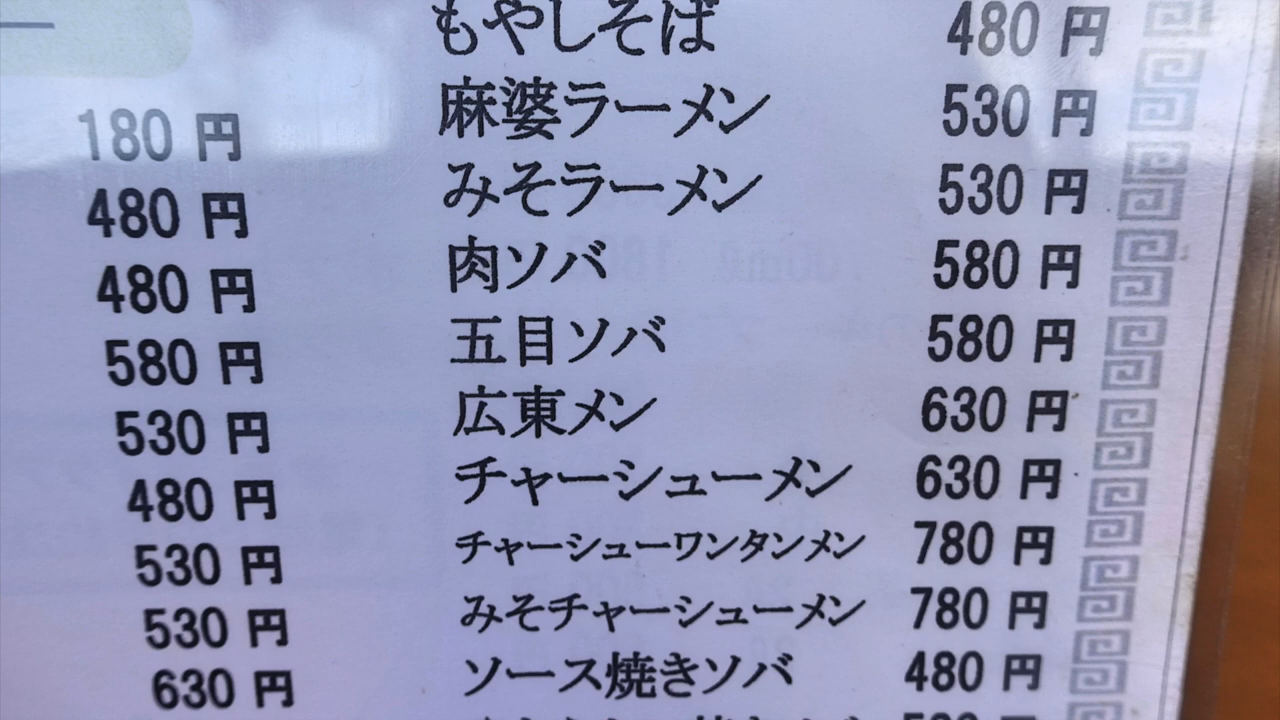 もやしそば 480 円
180 円 麻婆ラーメン 530 円
480 円 みそラーメン 530 円
480 円 肉ソバ 580 円
580 円 五目ソバ 580 円
530 円 広東メン 630 円
480 円 チャーシューメン 630 円
530 円 チャーシューワンタンメン 780 円
530 円 みそチャーシューメン 780 円
630 円 ソース焼きソバ 480 円